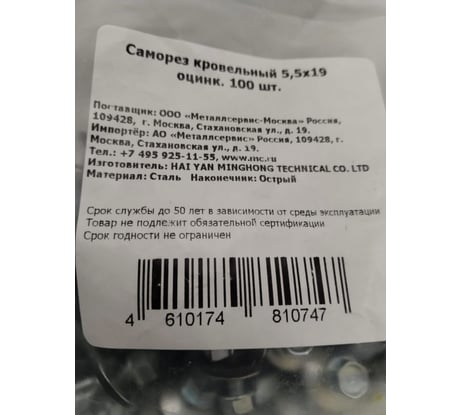 Саморез кровельный 5,5х19
оцинк. 100 шт.
Поставщик: ООО «Металлсервис-Москва» Россия,
109428, г. Москва, Стахановская ул., д. 19.
Импортёр: АО «Металлсервис» Россия, 109428, г.
Москва, Стахановская ул., д. 19.
Тел.: +7 495 925-11-55, www.mc.ru
Изготовитель: HAI YAN MINGHONG TECHNICAL CO. LTD
Материал: Сталь Наконечник: Острый
Срок службы до 50 лет в зависимости от среды эксплуатации
Товар не подлежит обязательной сертификации
Срок годности не ограничен
4 610174 810747